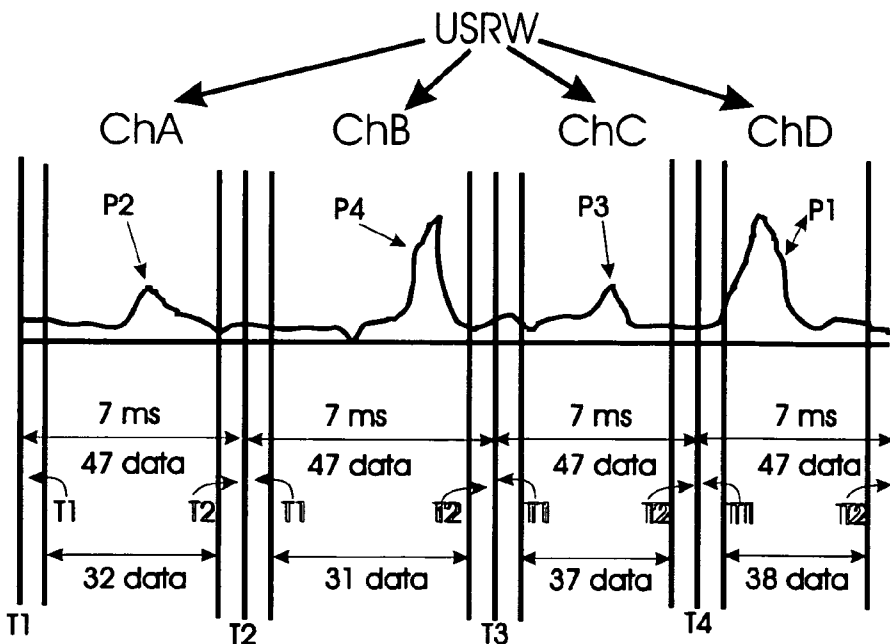 USRW
ChA ChB ChC ChD
P2 P4 P3 P1
7 ms 7 ms 7 ms 7 ms
47 data 47 data 47 data 47 data
T1 T2 T1 T2 T1 T2 T1 T2
32 data 31 data 37 data 38 data
T1 T2 T3 T4